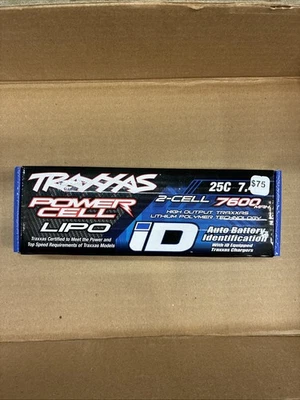 TRAXXAS
25C 7.
$75
POWER
CELL
LIPO
2-CELL 7600 mAh
HIGH OUTPUT TRAXXAS
LITHIUM POLYMER TECHNOLOGY
Traxxas Certified to Meet the Power and
Top Speed Requirements of Traxxas Models
iD
Auto Battery
Identification
With iD Equipped
Traxxas Chargers